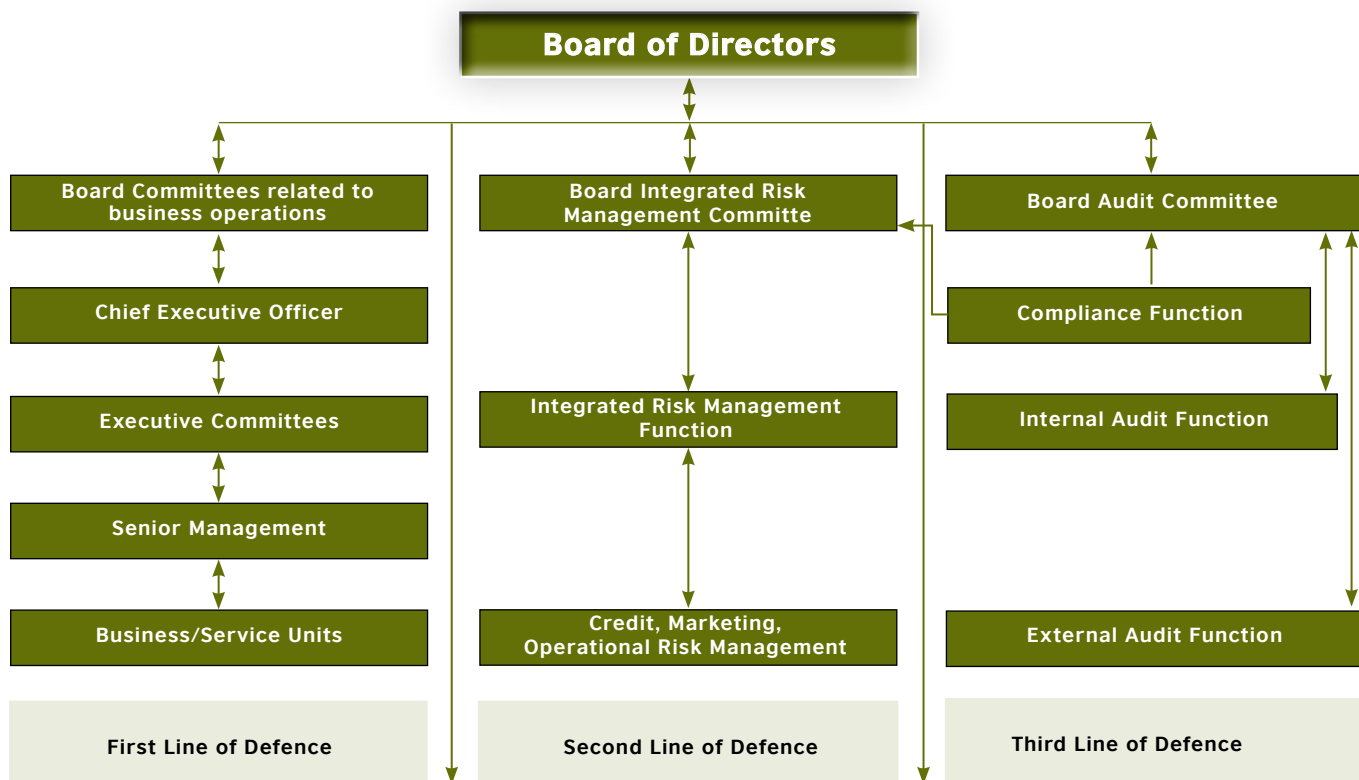 Board of Directors
Board Committees related to
business operations
Chief Executive Officer
Executive Committees
Senior Management
Business/Service Units
First Line of Defence
Board Integrated Risk
Management Committe
Integrated Risk Management
Function
Credit, Marketing,
Operational Risk Management
Second Line of Defence
Board Audit Committee
Compliance Function
Internal Audit Function
External Audit Function
Third Line of Defence